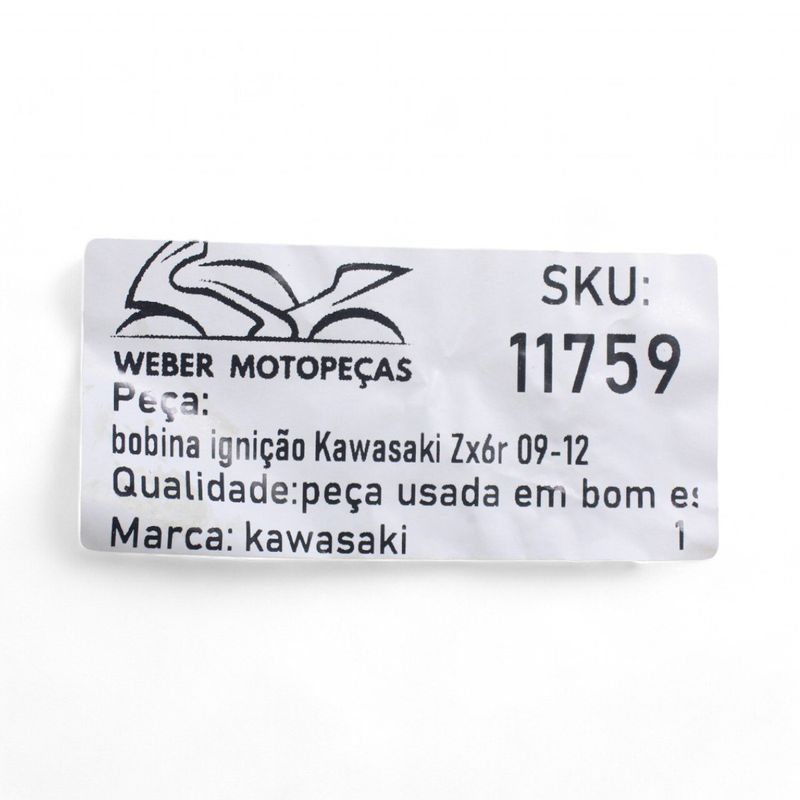 SKU:
11759
WEBER MOTOPEÇAS
Peça:
bobina ignição Kawasaki Zx6r 09-12
Qualidade:peça usada em bom
Marca: kawasaki
1